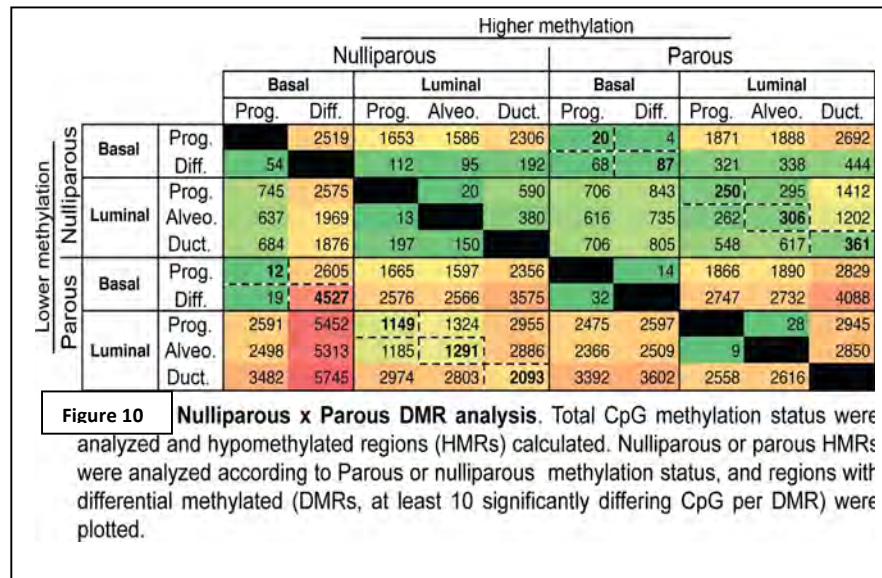 Higher methylation
Nulliparous Parous
Basal Luminal Basal Luminal
Prog. Diff. Prog. Alveo. Duct. Prog. Diff. Prog. Alveo. Duct.
Lower methylation
Nulliparous
Basal Prog. 2519 1653 1586 2306 20 4 1871 1888 2692
Diff. 54 112 95 192 68 87 321 338 444
Luminal Prog. 745 2575 20 590 706 843 250 295 1412
Alveo. 637 1969 13 380 616 735 262 306 1202
Duct. 684 1876 197 150 706 805 548 617 361
Parous
Basal Prog. 12 2605 1665 1597 2356 14 1866 1890 2829
Diff. 19 4527 2576 2566 3575 32 2747 2732 4088
Luminal Prog. 2591 5452 1149 1324 2955 2475 2597 28 2945
Alveo. 2498 5313 1185 1291 2886 2366 2509 9 2850
Duct. 3482 5745 2974 2803 2093 3392 3602 2558 2616
Figure 10 Nulliparous x Parous DMR analysis. Total CpG methylation status were
analyzed and hypomethylated regions (HMRs) calculated. Nulliparous or parous HMRs
were analyzed according to Parous or nulliparous methylation status, and regions with
differential methylated (DMRs, at least 10 significantly differing CpG per DMR) were
plotted.